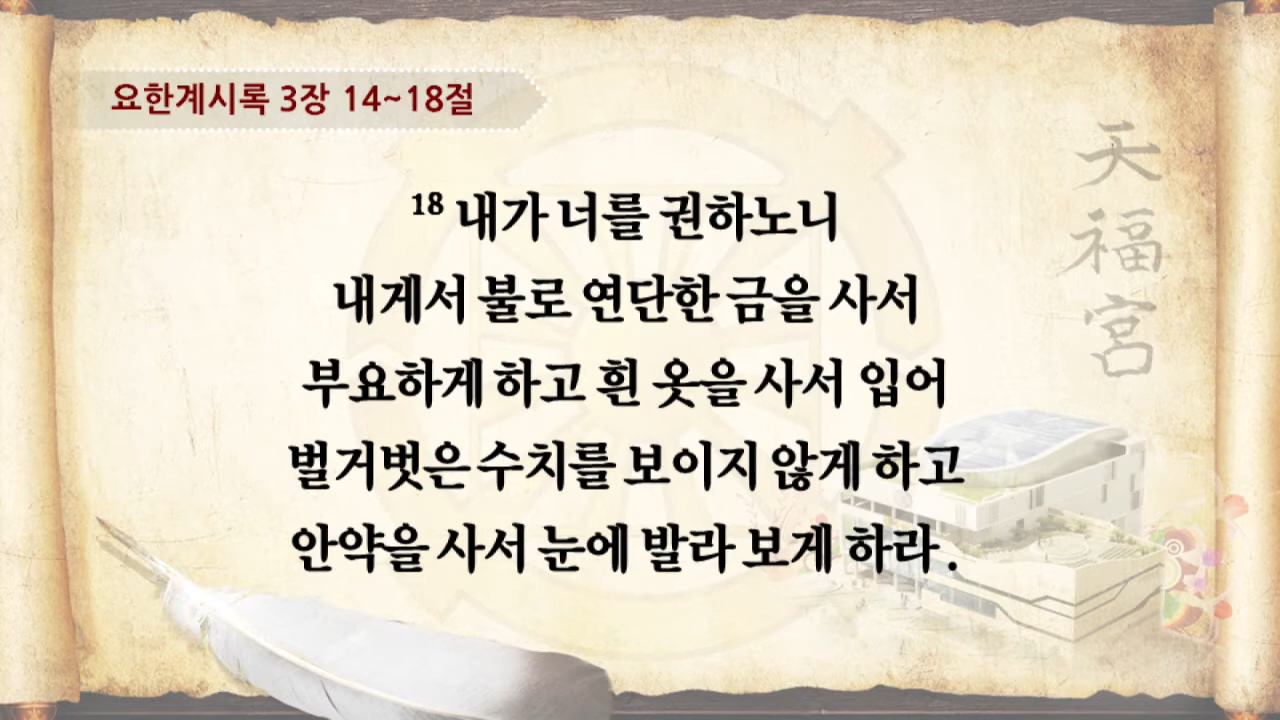 요한계시록 3장 14~18절
天
福
宮
18 내가 너를 권하노니
내게서 불로 연단한 금을 사서
부요하게 하고 흰 옷을 사서 입어
벌거벗은 수치를 보이지 않게 하고
안약을 사서 눈에 발라 보게 하라.